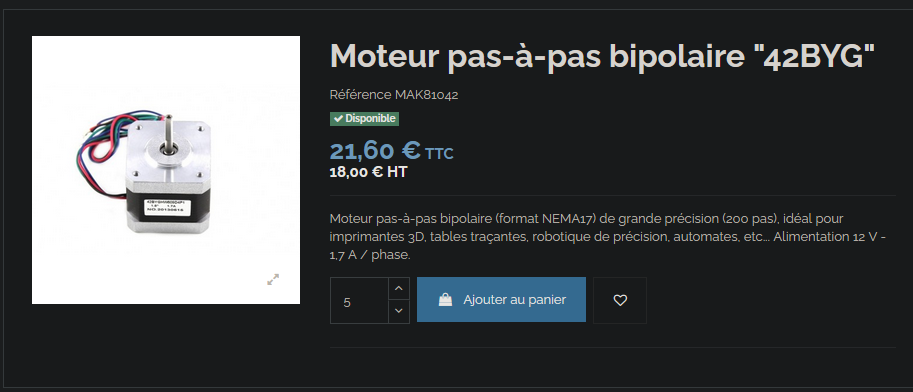 Moteur pas-à-pas bipolaire "42BYG"
Référence MAK81042
Disponible
21,60 € TTC
18,00 € HT
Moteur pas-à-pas bipolaire (format NEMA17) de grande précision (200 pas), idéal pour
imprimantes 3D, tables traçantes, robotique de précision, automates, etc... Alimentation 12 V -
1,7 A / phase.
5
Ajouter au panier